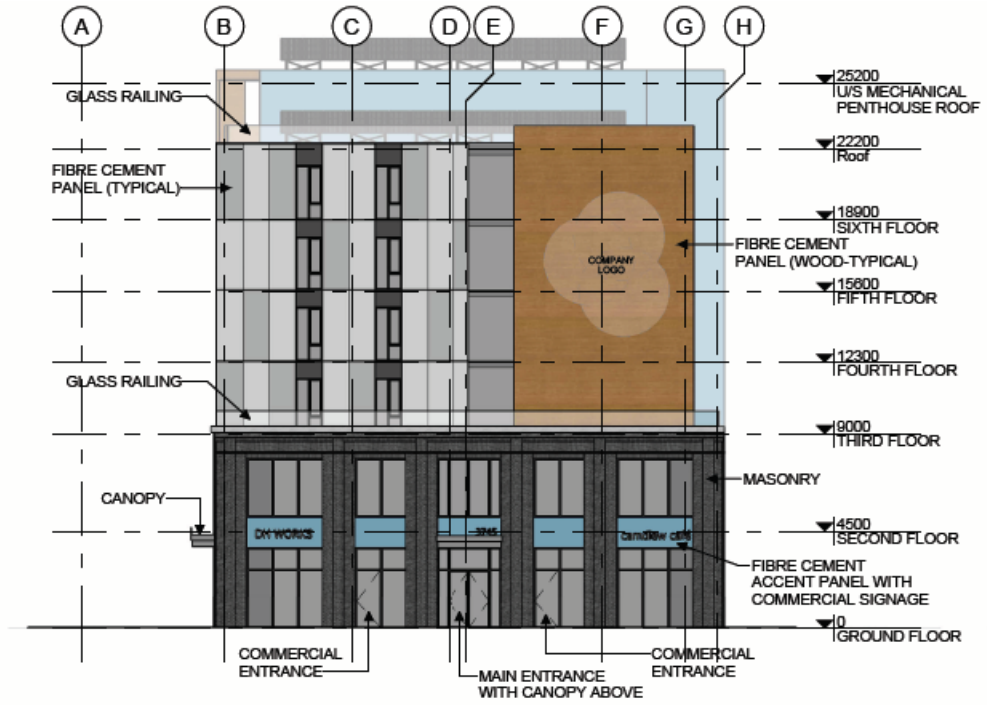 A B C D E F G H
25200
U/S MECHANICAL
PENTHOUSE ROOF
GLASS RAILING
22200
Roof
FIBRE CEMENT
PANEL (TYPICAL)
18900
SIXTH FLOOR
FIBRE CEMENT
PANEL (WOOD-TYPICAL)
COMPANY
LOGO
15600
FIFTH FLOOR
12300
FOURTH FLOOR
GLASS RAILING
9000
THIRD FLOOR
MASONRY
CANOPY
4500
SECOND FLOOR
DH WORKS
3745
FIBRE CEMENT
ACCENT PANEL WITH
COMMERCIAL SIGNAGE
0
GROUND FLOOR
COMMERCIAL
ENTRANCE
MAIN ENTRANCE
WITH CANOPY ABOVE
COMMERCIAL
ENTRANCE